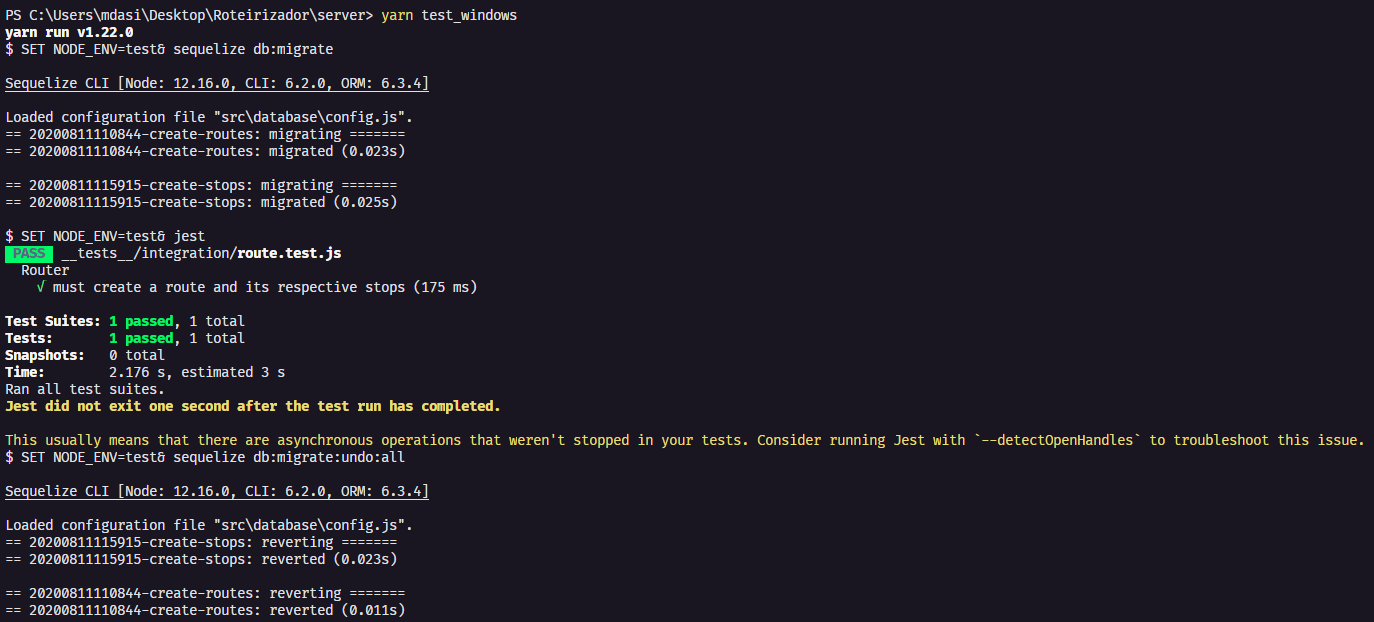 PS C:\Users\mdasi\Desktop\Roteirizador\server> yarn test_windows
yarn run v1.22.0
$ SET NODE_ENV=test& sequelize db:migrate
Sequelize CLI [Node: 12.16.0, CLI: 6.2.0, ORM: 6.3.4]
Loaded configuration file "src\database\config.js".
== 20200811110844-create-routes: migrating =======
== 20200811110844-create-routes: migrated (0.023s)
== 20200811115915-create-stops: migrating =======
== 20200811115915-create-stops: migrated (0.025s)
$ SET NODE_ENV=test& jest
PASS __tests__/integration/route.test.js
Router
√ must create a route and its respective stops (175 ms)
Test Suites: 1 passed, 1 total
Tests: 1 passed, 1 total
Snapshots: 0 total
Time: 2.176 s, estimated 3 s
Ran all test suites.
Jest did not exit one second after the test run has completed.
This usually means that there are asynchronous operations that weren't stopped in your tests. Consider running Jest with `--detectOpenHandles` to troubleshoot this issue.
$ SET NODE_ENV=test& sequelize db:migrate:undo:all
Sequelize CLI [Node: 12.16.0, CLI: 6.2.0, ORM: 6.3.4]
Loaded configuration file "src\database\config.js".
== 20200811115915-create-stops: reverting =======
== 20200811115915-create-stops: reverted (0.023s)
== 20200811110844-create-routes: reverting =======
== 20200811110844-create-routes: reverted (0.011s)